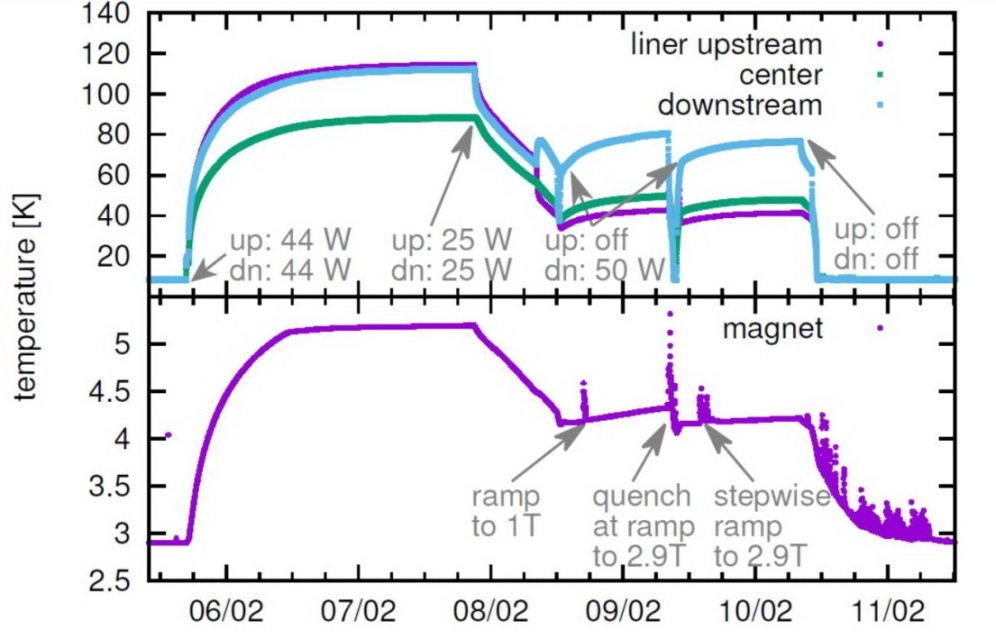 140
120
100
80
60
40
20
liner upstream
center
downstream
up: 44 W
dn: 44 W
up: 25 W
dn: 25 W
up: off
dn: 50 W
up: off
dn: off
temperature [K]
5
4.5
4
3.5
3
2.5
magnet
ramp
to 1T
quench
at ramp
to 2.9T
stepwise
ramp
to 2.9T
06/02 07/02 08/02 09/02 10/02 11/02